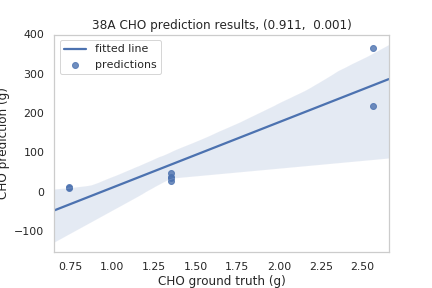 38A CHO prediction results, (0.911, 0.001)
400
300
200
100
0
−100
CHO prediction (g)
fitted line
predictions
0.75 1.00 1.25 1.50 1.75 2.00 2.25 2.50
CHO ground truth (g)